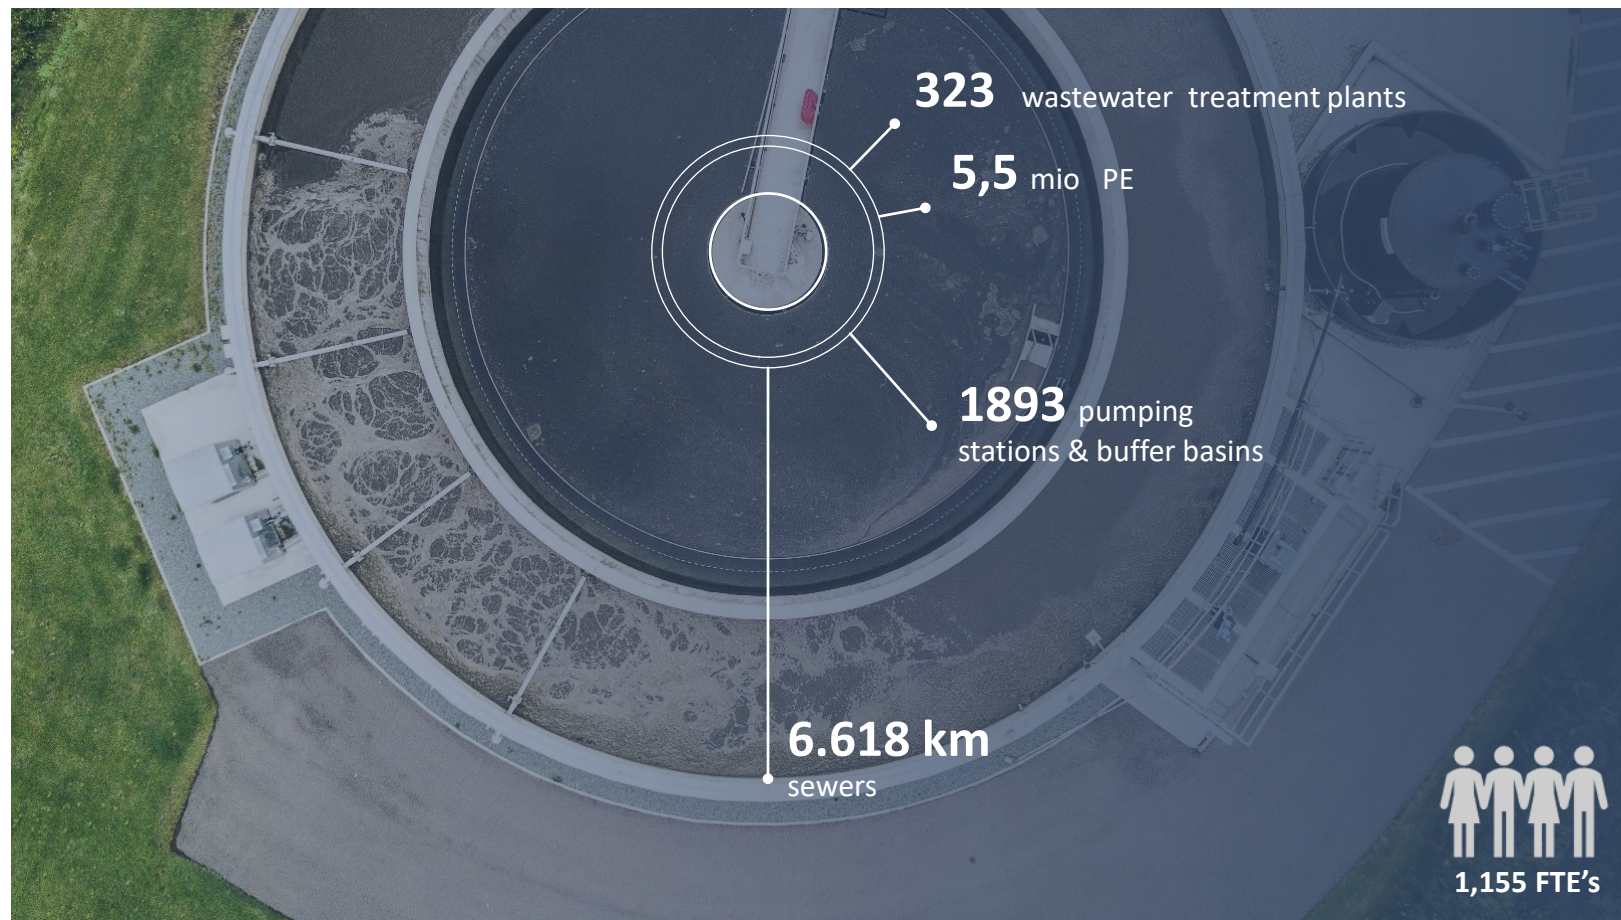 323 wastewater treatment plants
5,5 mio PE
1893 pumping
stations & buffer basins
6.618 km
sewers
1,155 FTE’s